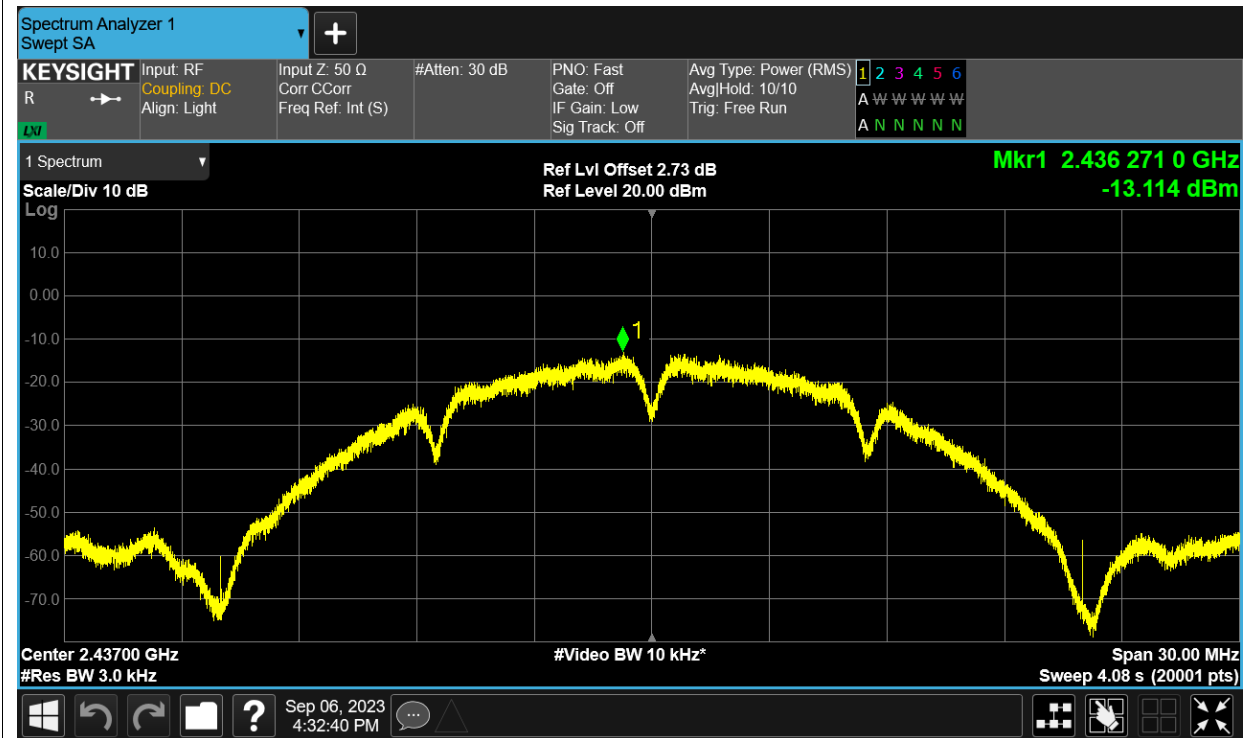 Spectrum Analyzer 1
Swept SA
KEYSIGHT
R
LXI
Input: RF
Coupling: DC
Align: Light
Input Z: 50 Ω
Corr CCorr
Freq Ref: Int (S)
#Atten: 30 dB
PNO: Fast
Gate: Off
IF Gain: Low
Sig Track: Off
Avg Type: Power (RMS)
Avg|Hold: 10/10
Trig: Free Run
1 2 3 4 5 6
A W W W W W
A N N N N N
1 Spectrum
Scale/Div 10 dB
Log
Ref Lvl Offset 2.73 dB
Ref Level 20.00 dBm
Mkr1 2.436 271 0 GHz
-13.114 dBm
10.0
0.00
-10.0
1
-20.0
-30.0
-40.0
-50.0
-60.0
-70.0
Center 2.43700 GHz
#Video BW 10 kHz*
Span 30.00 MHz
#Res BW 3.0 kHz
Sweep 4.08 s (20001 pts)
?
Sep 06, 2023
4:32:40 PM